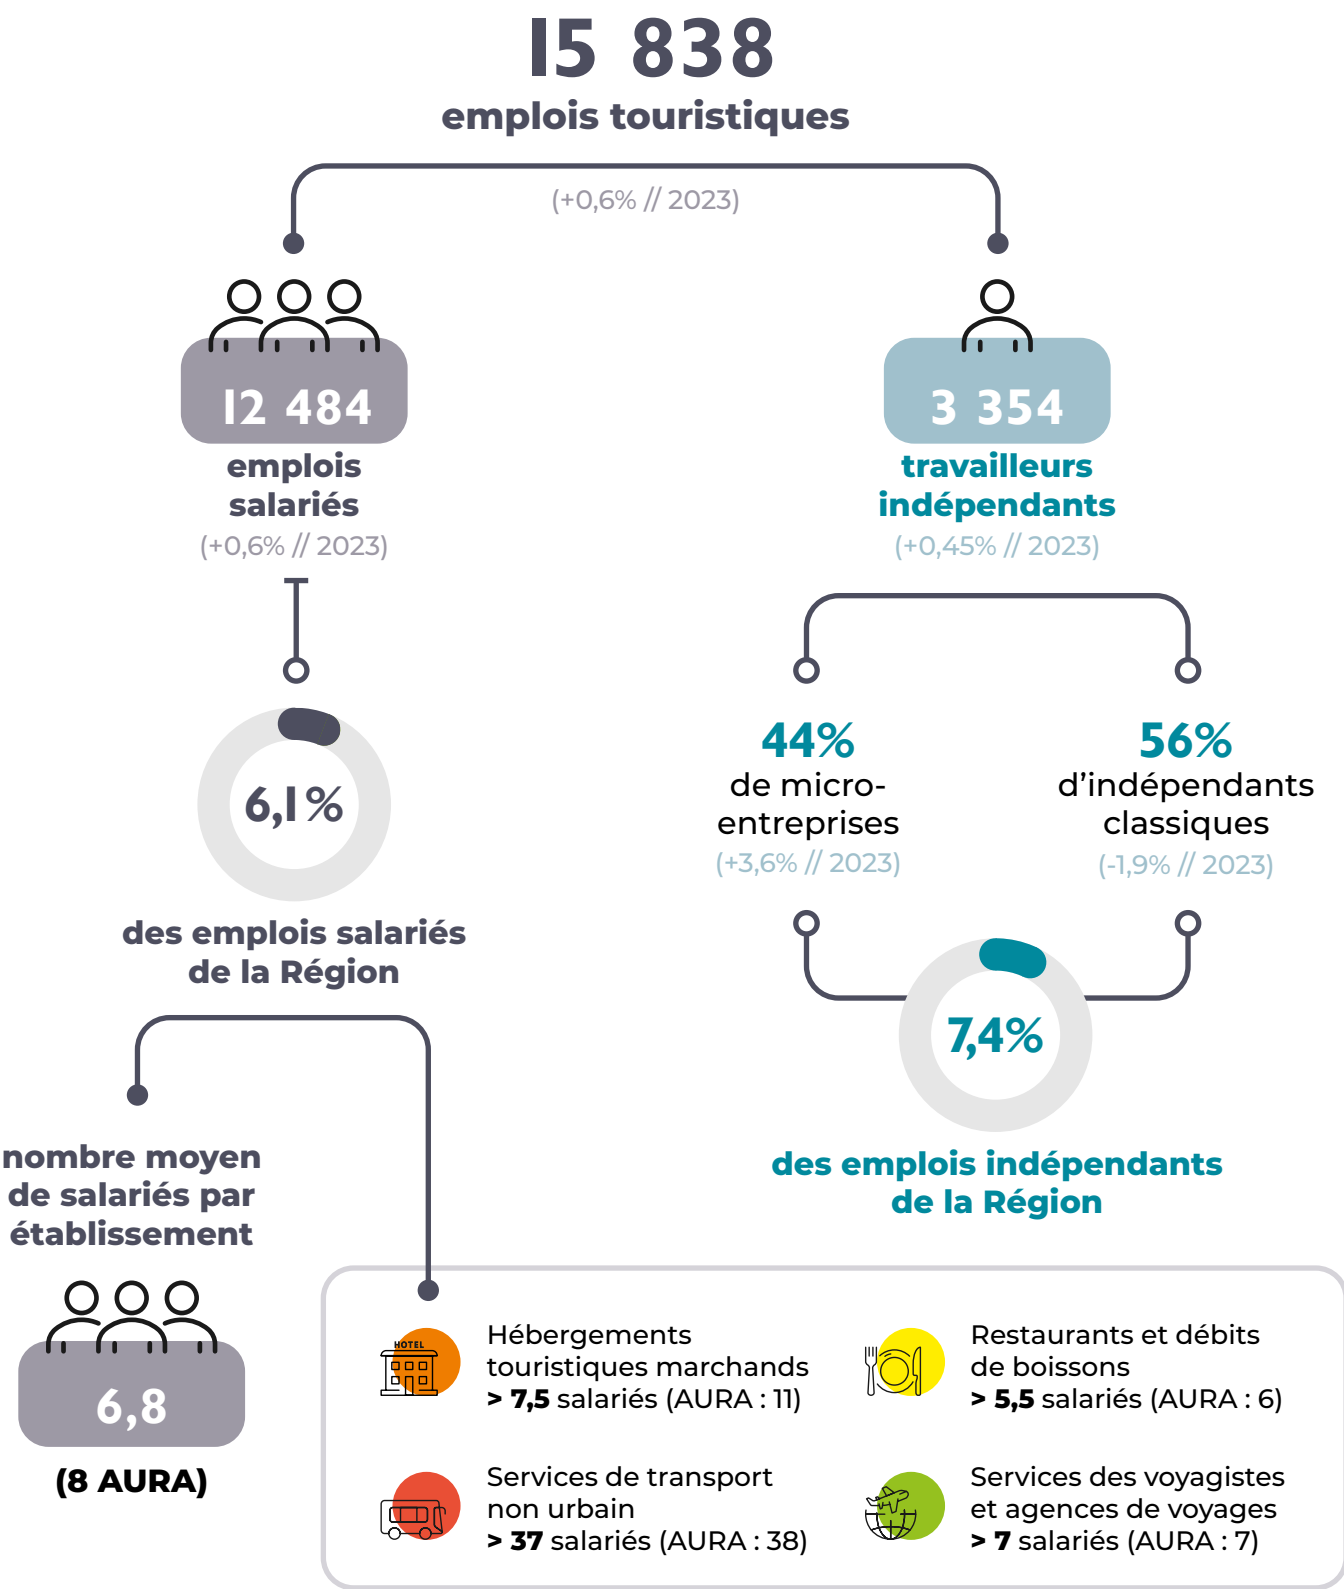 15 838
emplois touristiques
(+0,6% // 2023)
12 484
emplois
salariés
(+0,6% // 2023)
6,1%
des emplois salariés
de la Région
3 354
travailleurs
indépendants
(+0,45% // 2023)
44%
de micro-
entreprises
(+3,6% // 2023)
56%
d’indépendants
classiques
(-1,9% // 2023)
7,4%
des emplois indépendants
de la Région
nombre moyen
de salariés par
établissement
6,8
(8 AURA)
HOTEL
Hébergements
touristiques marchands
> 7,5 salariés (AURA : 11)
Restaurants et débits
de boissons
> 5,5 salariés (AURA : 6)
Services de transport
non urbain
> 37 salariés (AURA : 38)
Services des voyagistes
et agences de voyages
> 7 salariés (AURA : 7)